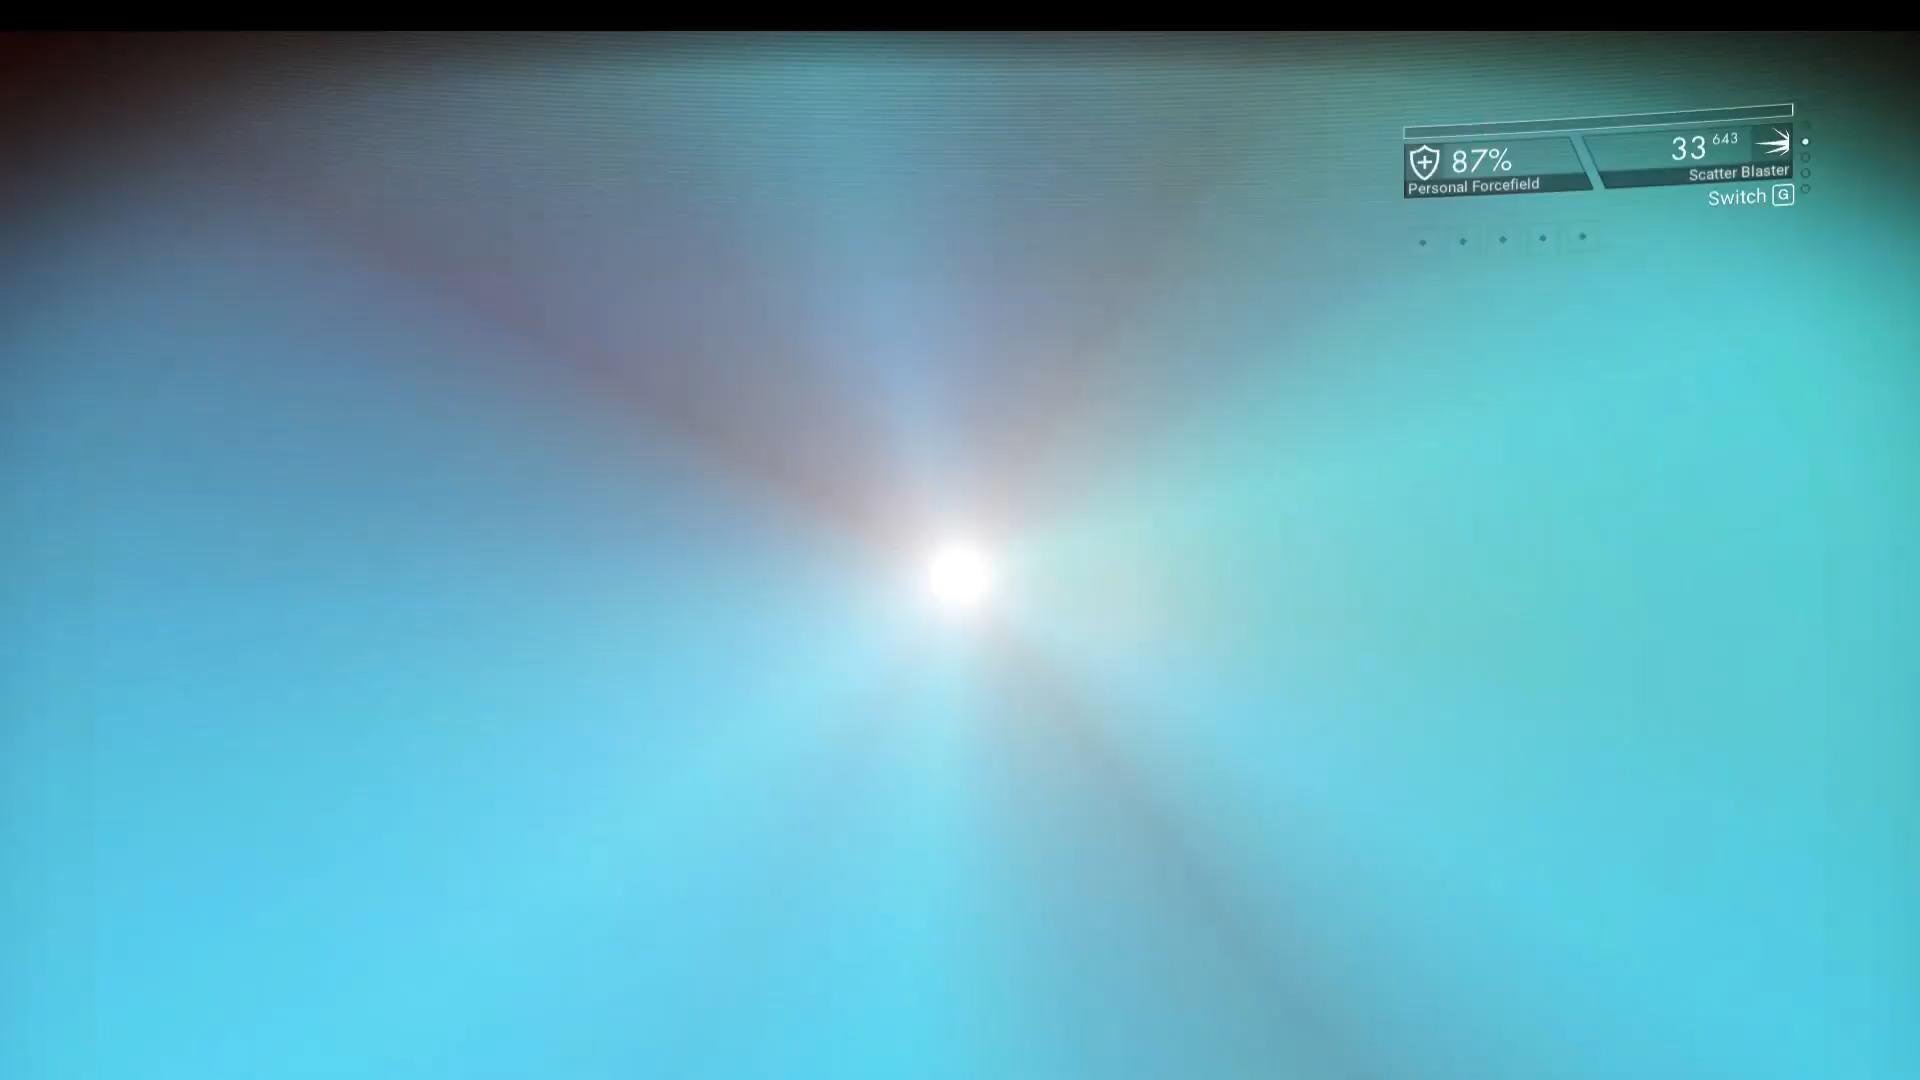 87%
Personal Forcefield
33 643
Scatter Blaster
Switch G